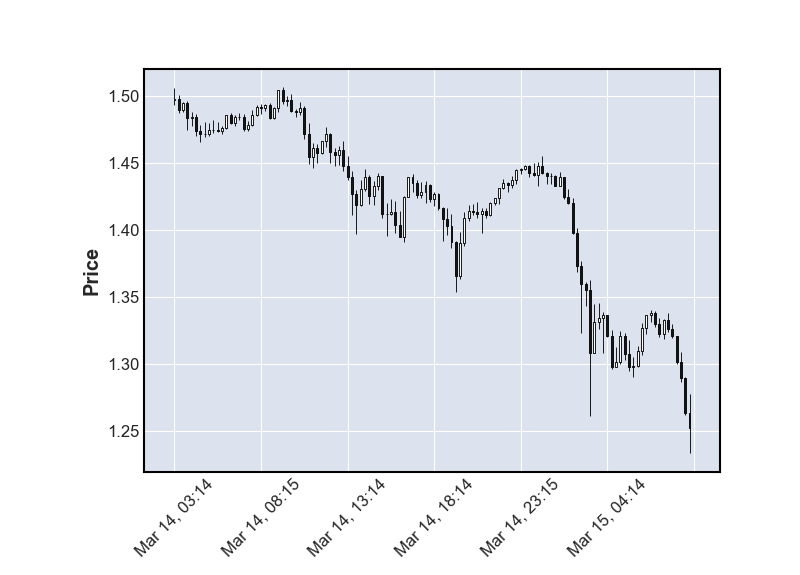 1.50
1.45
1.40
1.35
1.30
1.25
Price
Mar 14, 03:14
Mar 14, 08:15
Mar 14, 13:14
Mar 14, 18:14
Mar 14, 23:15
Mar 15, 04:14